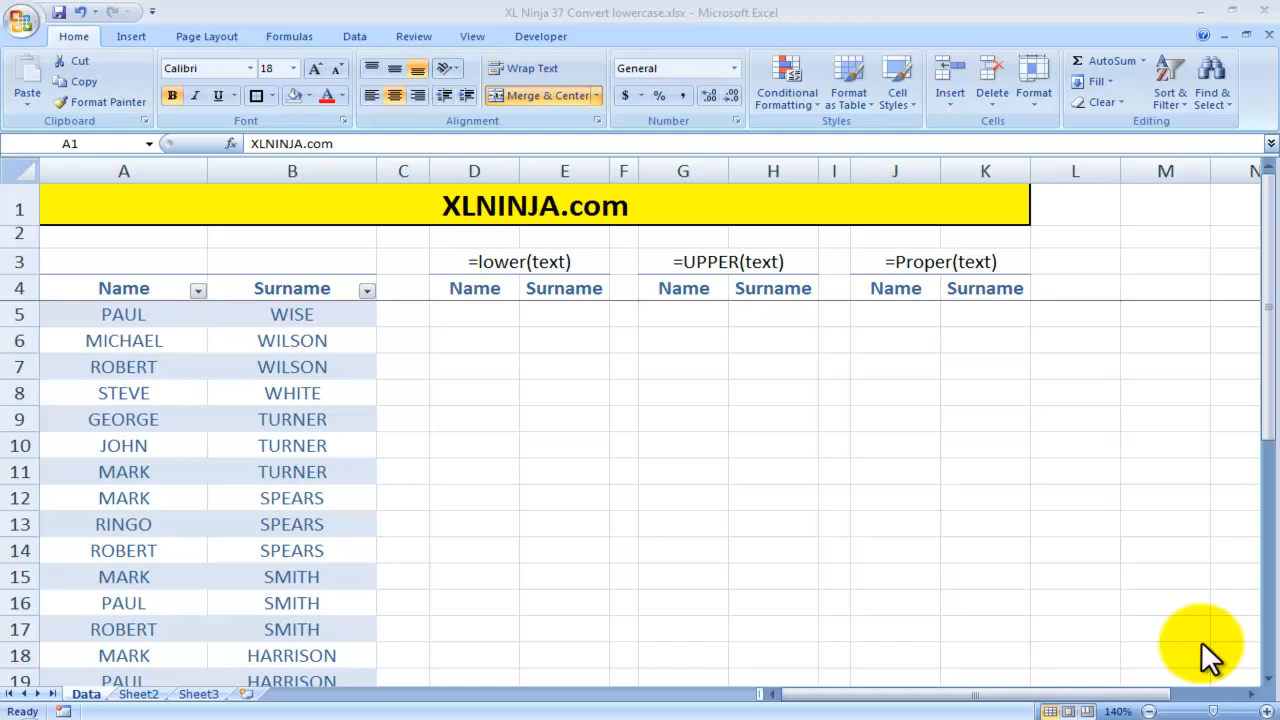 XL Ninja 37 Convert lowercase.xlsx - Microsoft Excel
Home Insert Page Layout Formulas Data Review View Developer
Paste
Cut
Copy
Format Painter
Clipboard
Calibri 18
B I U
Font
Wrap Text
Merge & Center
Alignment
General
$ % ,
Number
Conditional Formatting
Format as Table
Cell Styles
Styles
Insert Delete Format
Cells
AutoSum
Fill
Clear
Sort & Filter
Find & Select
Editing
A1 fx XLNINJA.com
A B C D E F G H I J K L M N
1 XLNINJA.com
2
3 =lower(text) =UPPER(text) =Proper(text)
4 Name Surname Name Surname Name Surname Name Surname
5 PAUL WISE
6 MICHAEL WILSON
7 ROBERT WILSON
8 STEVE WHITE
9 GEORGE TURNER
10 JOHN TURNER
11 MARK TURNER
12 MARK SPEARS
13 RINGO SPEARS
14 ROBERT SPEARS
15 MARK SMITH
16 PAUL SMITH
17 ROBERT SMITH
18 MARK HARRISON
19 PAUL HARRISON
Data Sheet2 Sheet3
Ready 140%